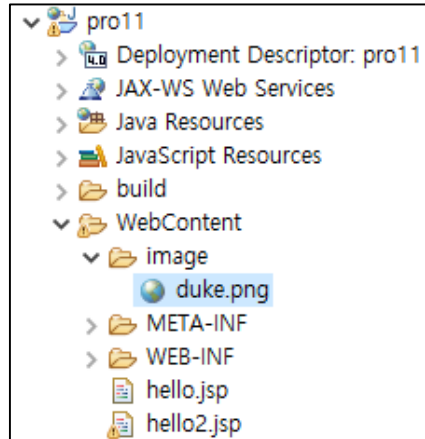 pro11
Deployment Descriptor: pro11
JAX-WS Web Services
Java Resources
JavaScript Resources
build
WebContent
image
duke.png
META-INF
WEB-INF
hello.jsp
hello2.jsp